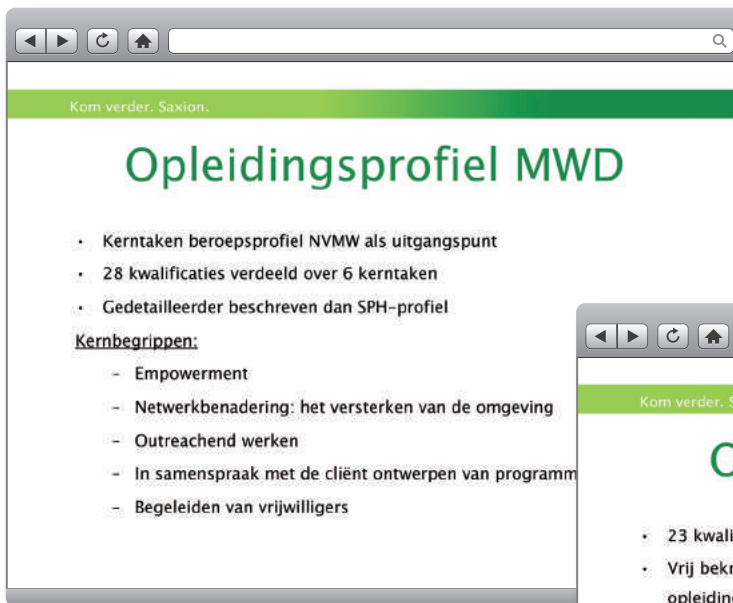 Kom verder. Saxion.
Opleidingsprofiel MWD
· Kerntaken beroepsprofiel NVMW als uitgangspunt
· 28 kwalificaties verdeeld over 6 kerntaken
· Gedetailleerder beschreven dan SPH-profiel
Kernbegrippen:
– Empowerment
– Netwerkbenadering: het versterken van de omgeving
– Outreachend werken
– In samenspraak met de cliënt ontwerpen van programm
– Begeleiden van vrijwilligers
Kom verder. S
O
· 23 kwali
· Vrij bek
opleidin